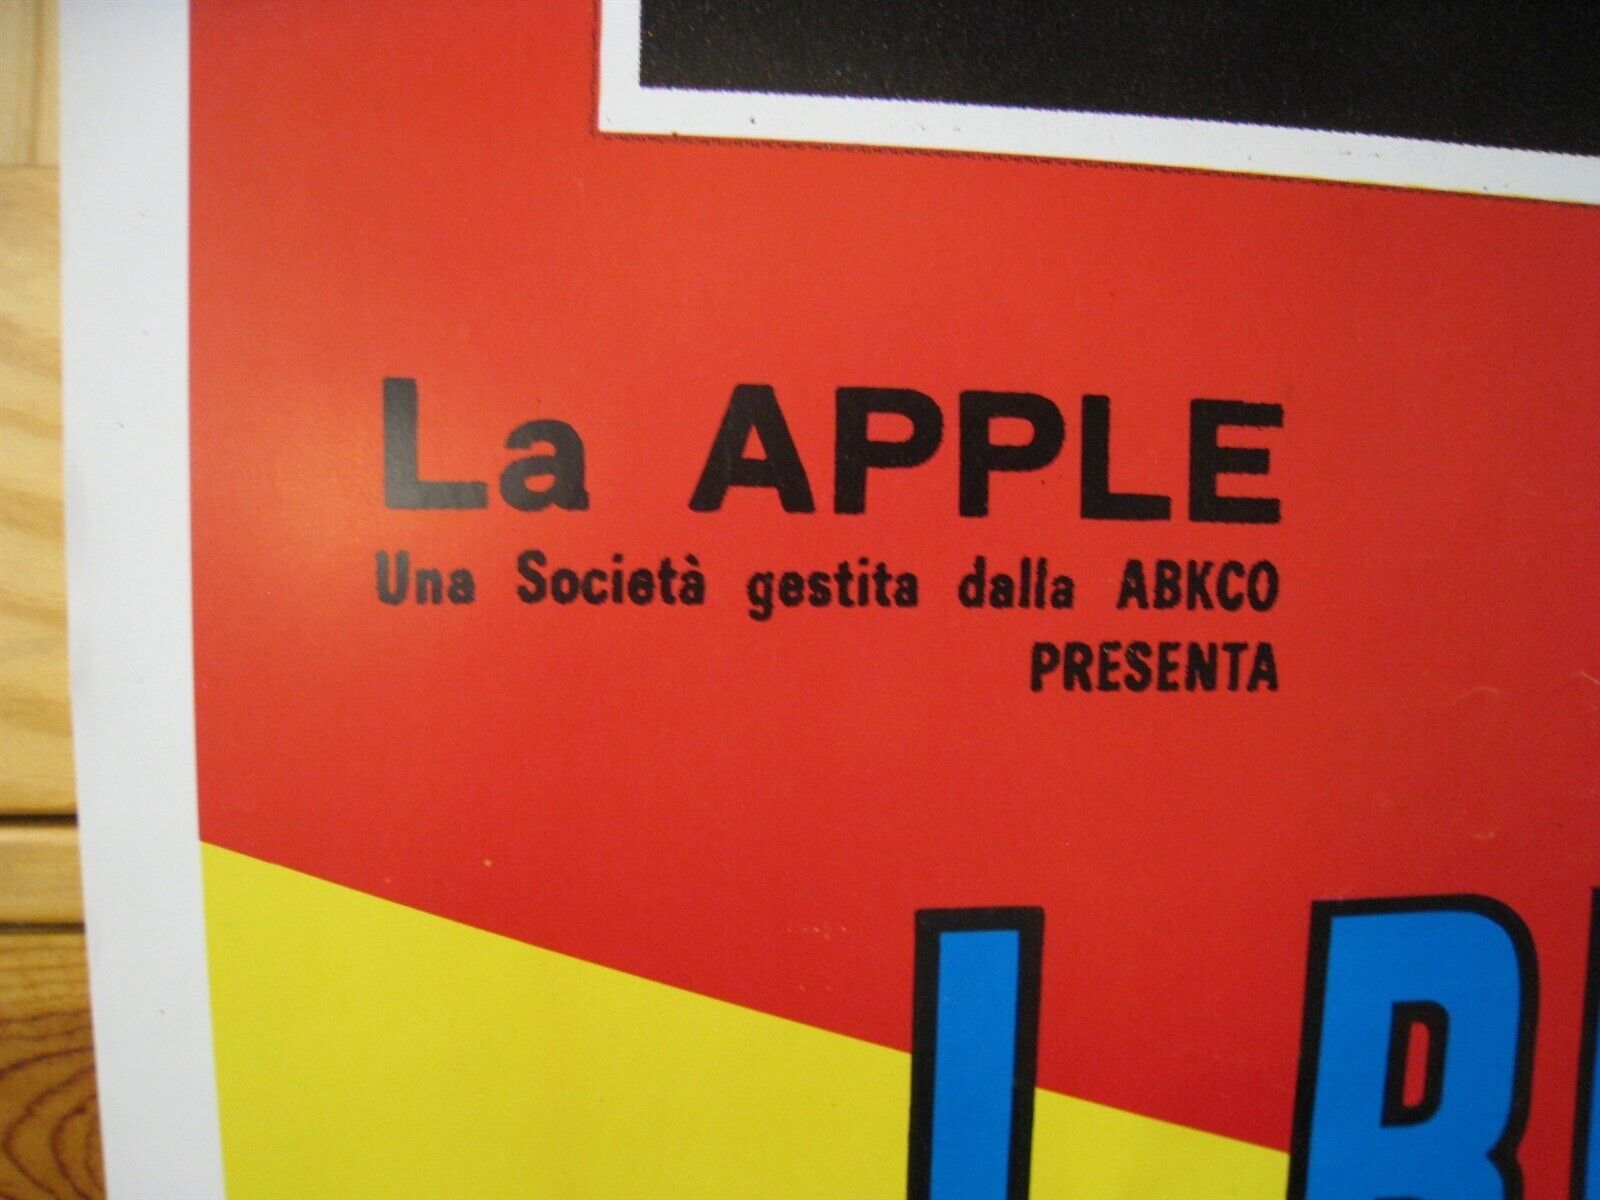 La APPLE
Una Società gestita dalla ABKCO
PRESENTA
I B